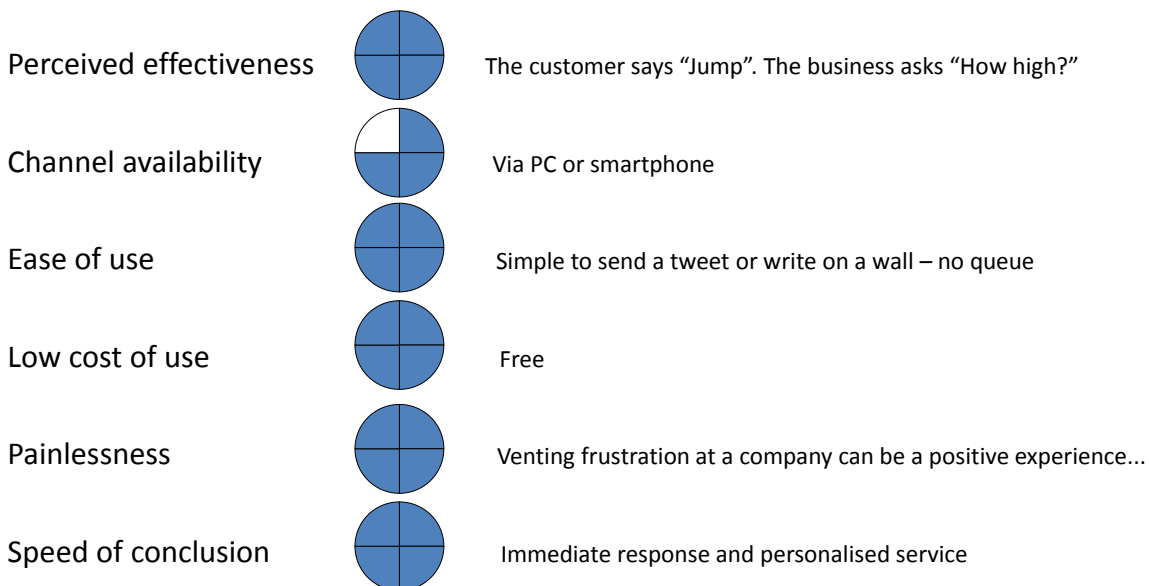 Perceived effectiveness The customer says “Jump”. The business asks “How high?”
Channel availability Via PC or smartphone
Ease of use Simple to send a tweet or write on a wall – no queue
Low cost of use Free
Painlessness Venting frustration at a company can be a positive experience...
Speed of conclusion Immediate response and personalised service